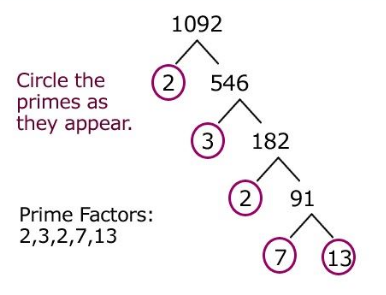 1092
2 546
Circle the
primes as
they appear.
3 182
2 91
Prime Factors:
2,3,2,7,13
7 13